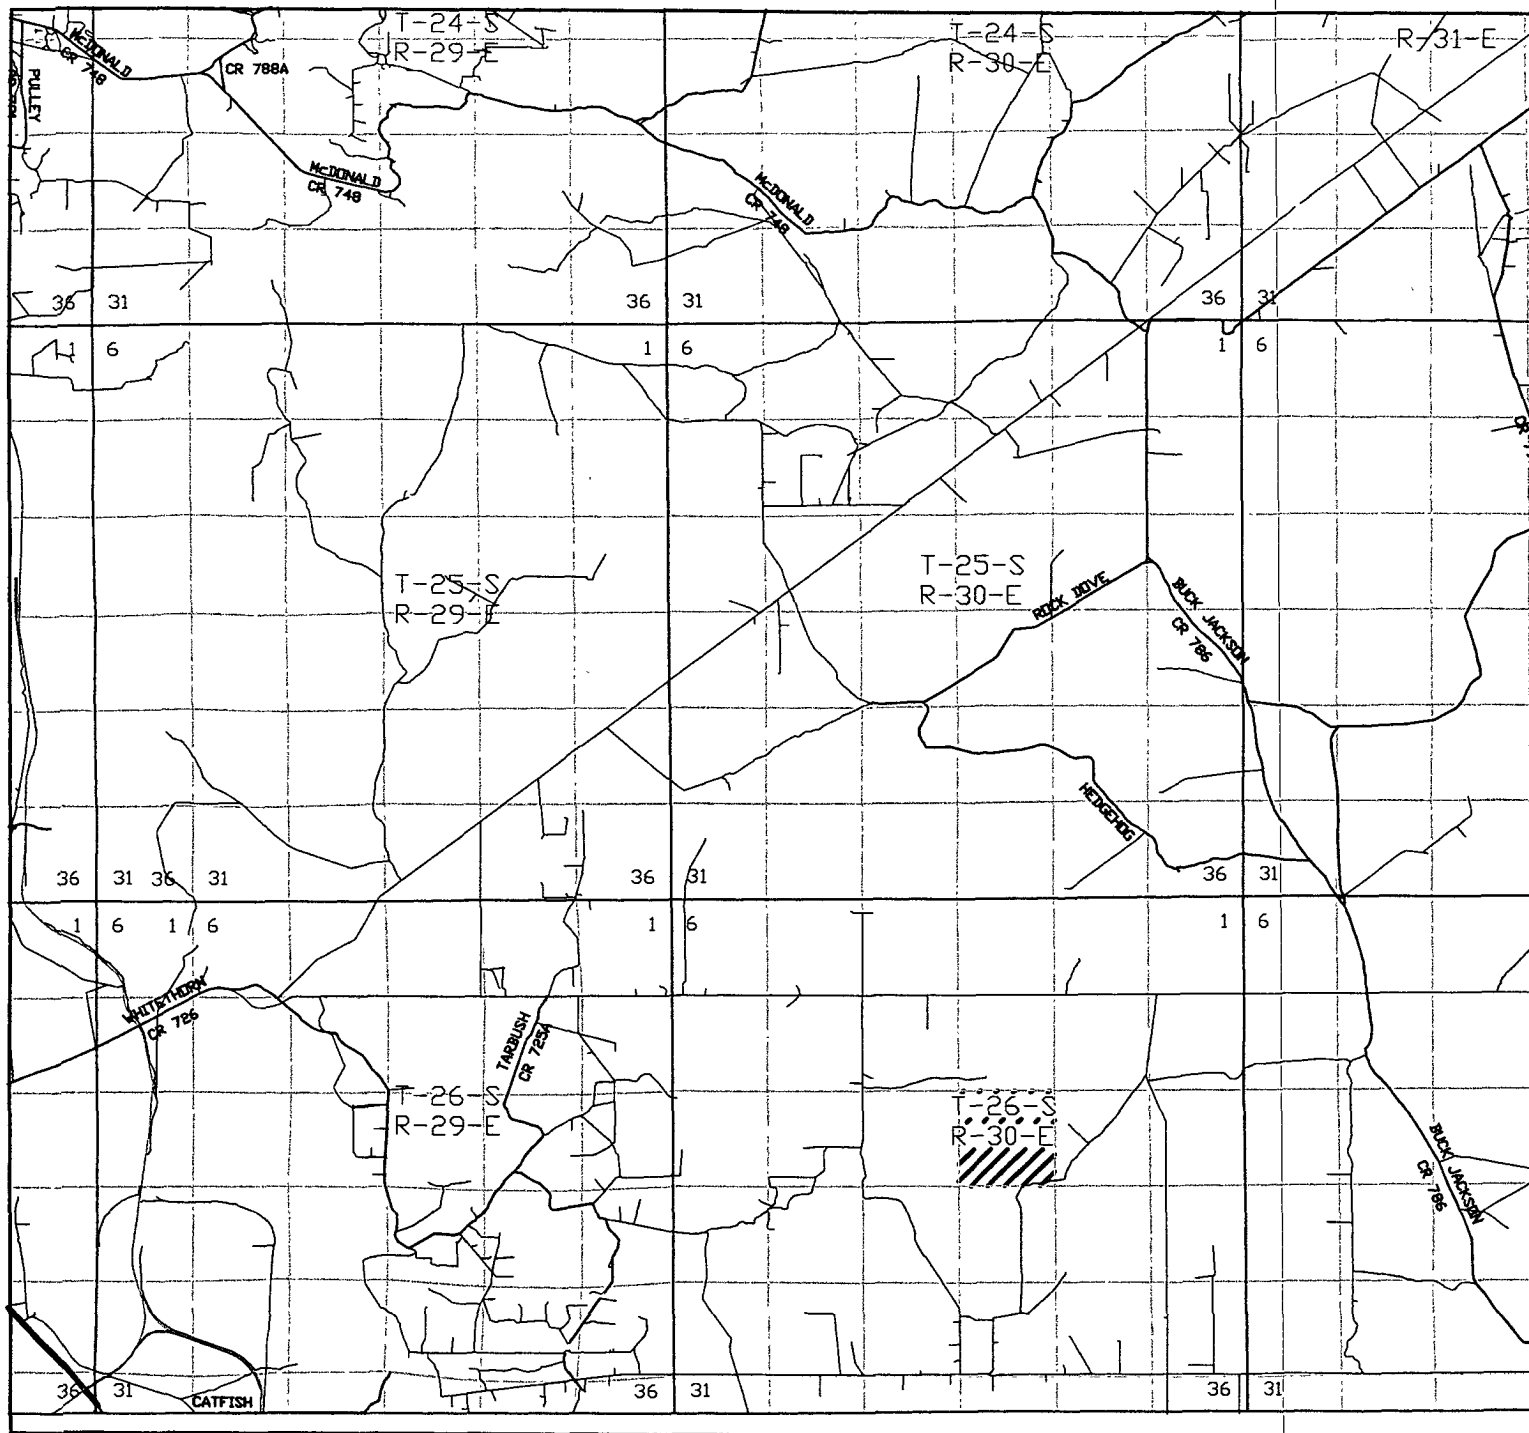 T-24-S
R-29-E
T-24-S
R-30-E
R-31-E
McDONALD
CR 748
PULLEY
CR 788A
McDONALD
CR 748
McDONALD
CR 748
36 31
36 31
36 31
1 6
1 6
1 6
T-25-S
R-29-E
T-25-S
R-30-E
ROCK DOVE
BUCK JACKSON
CR 786
HEDGEHOG
36 31 36 31
36 31
36 31
1 6 1 6
1 6
1 6
WHITETHORN
CR 726
TARBUSH
CR 725A
T-26-S
R-29-E
T-26-S
R-30-E
BUCK JACKSON
CR 786
36 31
36 31
36 31
CATFISH